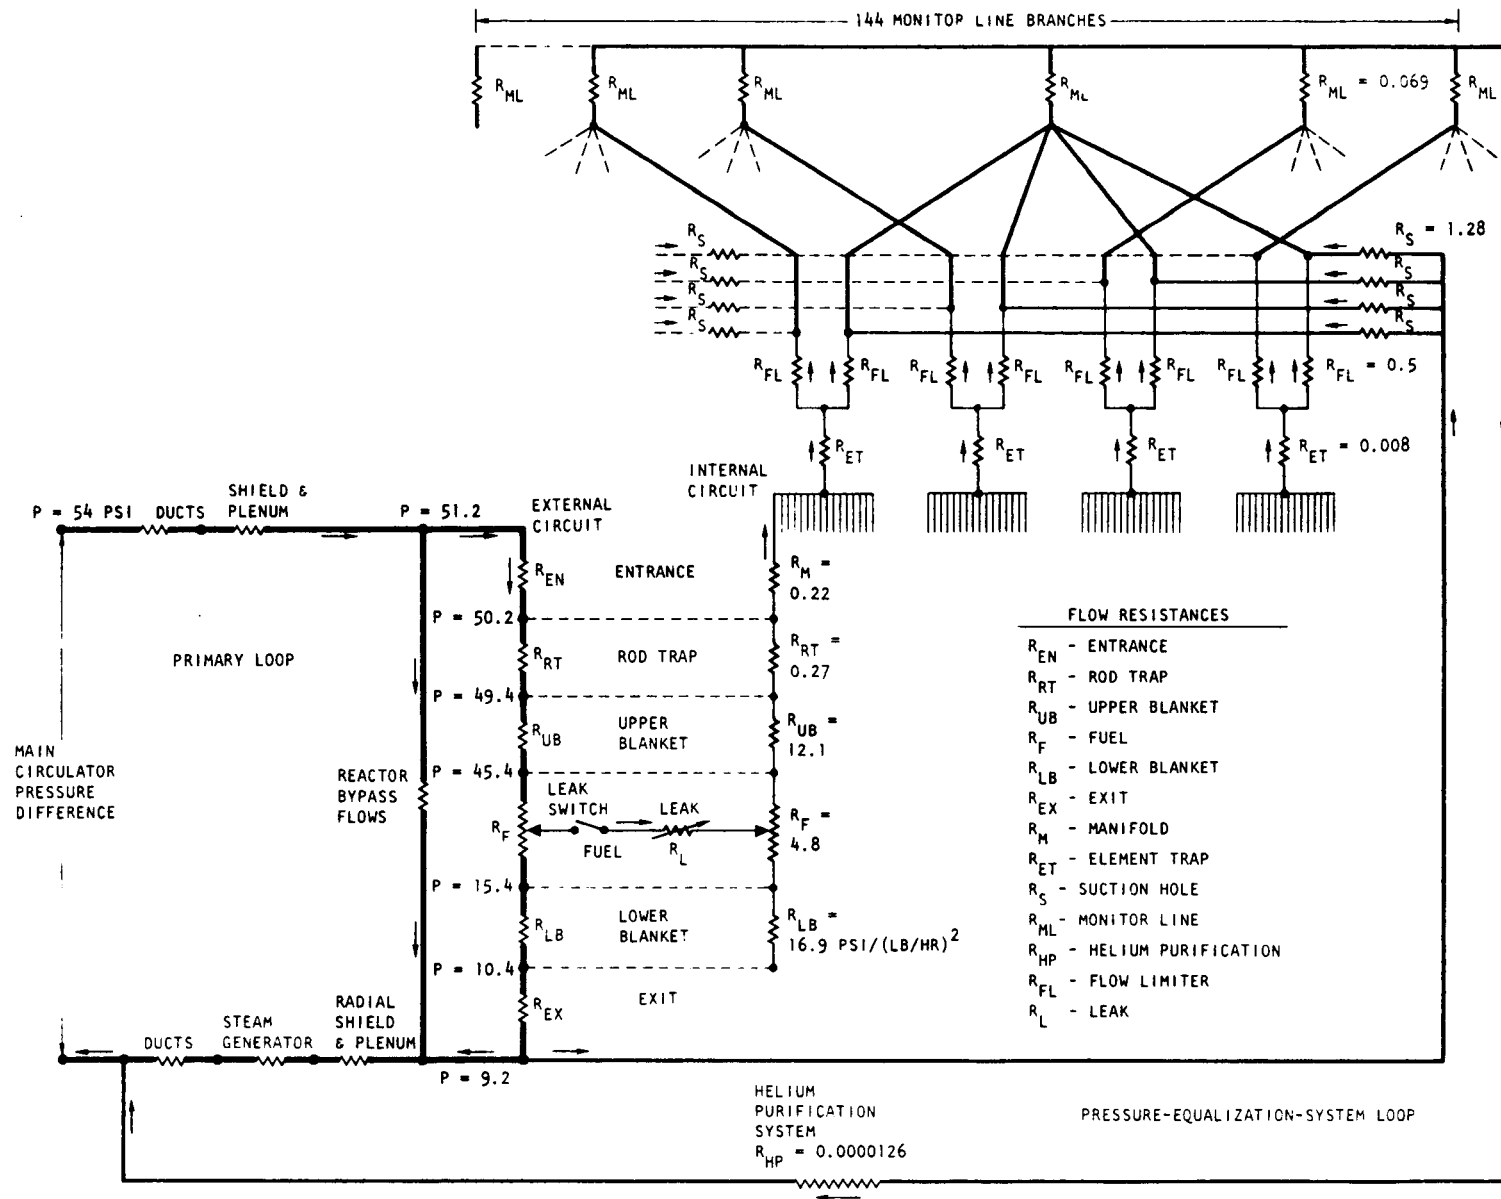 144 MONITOP LINE BRANCHES
R_ML
R_ML
R_ML
R_ML
R_ML = 0.069
R_ML
R_S
R_S
R_S
R_S
R_S = 1.28
R_S
R_S
R_S
R_FL
R_FL
R_FL
R_FL
R_FL
R_FL
R_FL
R_FL = 0.5
R_ET
R_ET
R_ET
R_ET = 0.008
INTERNAL
CIRCUIT
P = 54 PSI
DUCTS
SHIELD &
PLENUM
P = 51.2
EXTERNAL
CIRCUIT
R_EN
ENTRANCE
R_M =
0.22
P = 50.2
PRIMARY LOOP
R_RT
ROD TRAP
R_RT =
0.27
P = 49.4
R_UB
UPPER
BLANKET
R_UB =
12.1
P = 45.4
MAIN
CIRCULATOR
PRESSURE
DIFFERENCE
REACTOR
BYPASS
FLOWS
LEAK
SWITCH
LEAK
R_F
FUEL
R_L
R_F =
4.8
P = 15.4
R_LB
LOWER
BLANKET
R_LB =
16.9 PSI/(LB/HR)^2
P = 10.4
R_EX
EXIT
DUCTS
STEAM
GENERATOR
RADIAL
SHIELD
& PLENUM
P = 9.2
FLOW RESISTANCES
R_EN - ENTRANCE
R_RT - ROD TRAP
R_UB - UPPER BLANKET
R_F - FUEL
R_LB - LOWER BLANKET
R_EX - EXIT
R_M - MANIFOLD
R_ET - ELEMENT TRAP
R_S - SUCTION HOLE
R_ML - MONITOR LINE
R_HP - HELIUM PURIFICATION
R_FL - FLOW LIMITER
R_L - LEAK
HELIUM
PURIFICATION
SYSTEM
R_HP = 0.0000126
PRESSURE-EQUALIZATION-SYSTEM LOOP